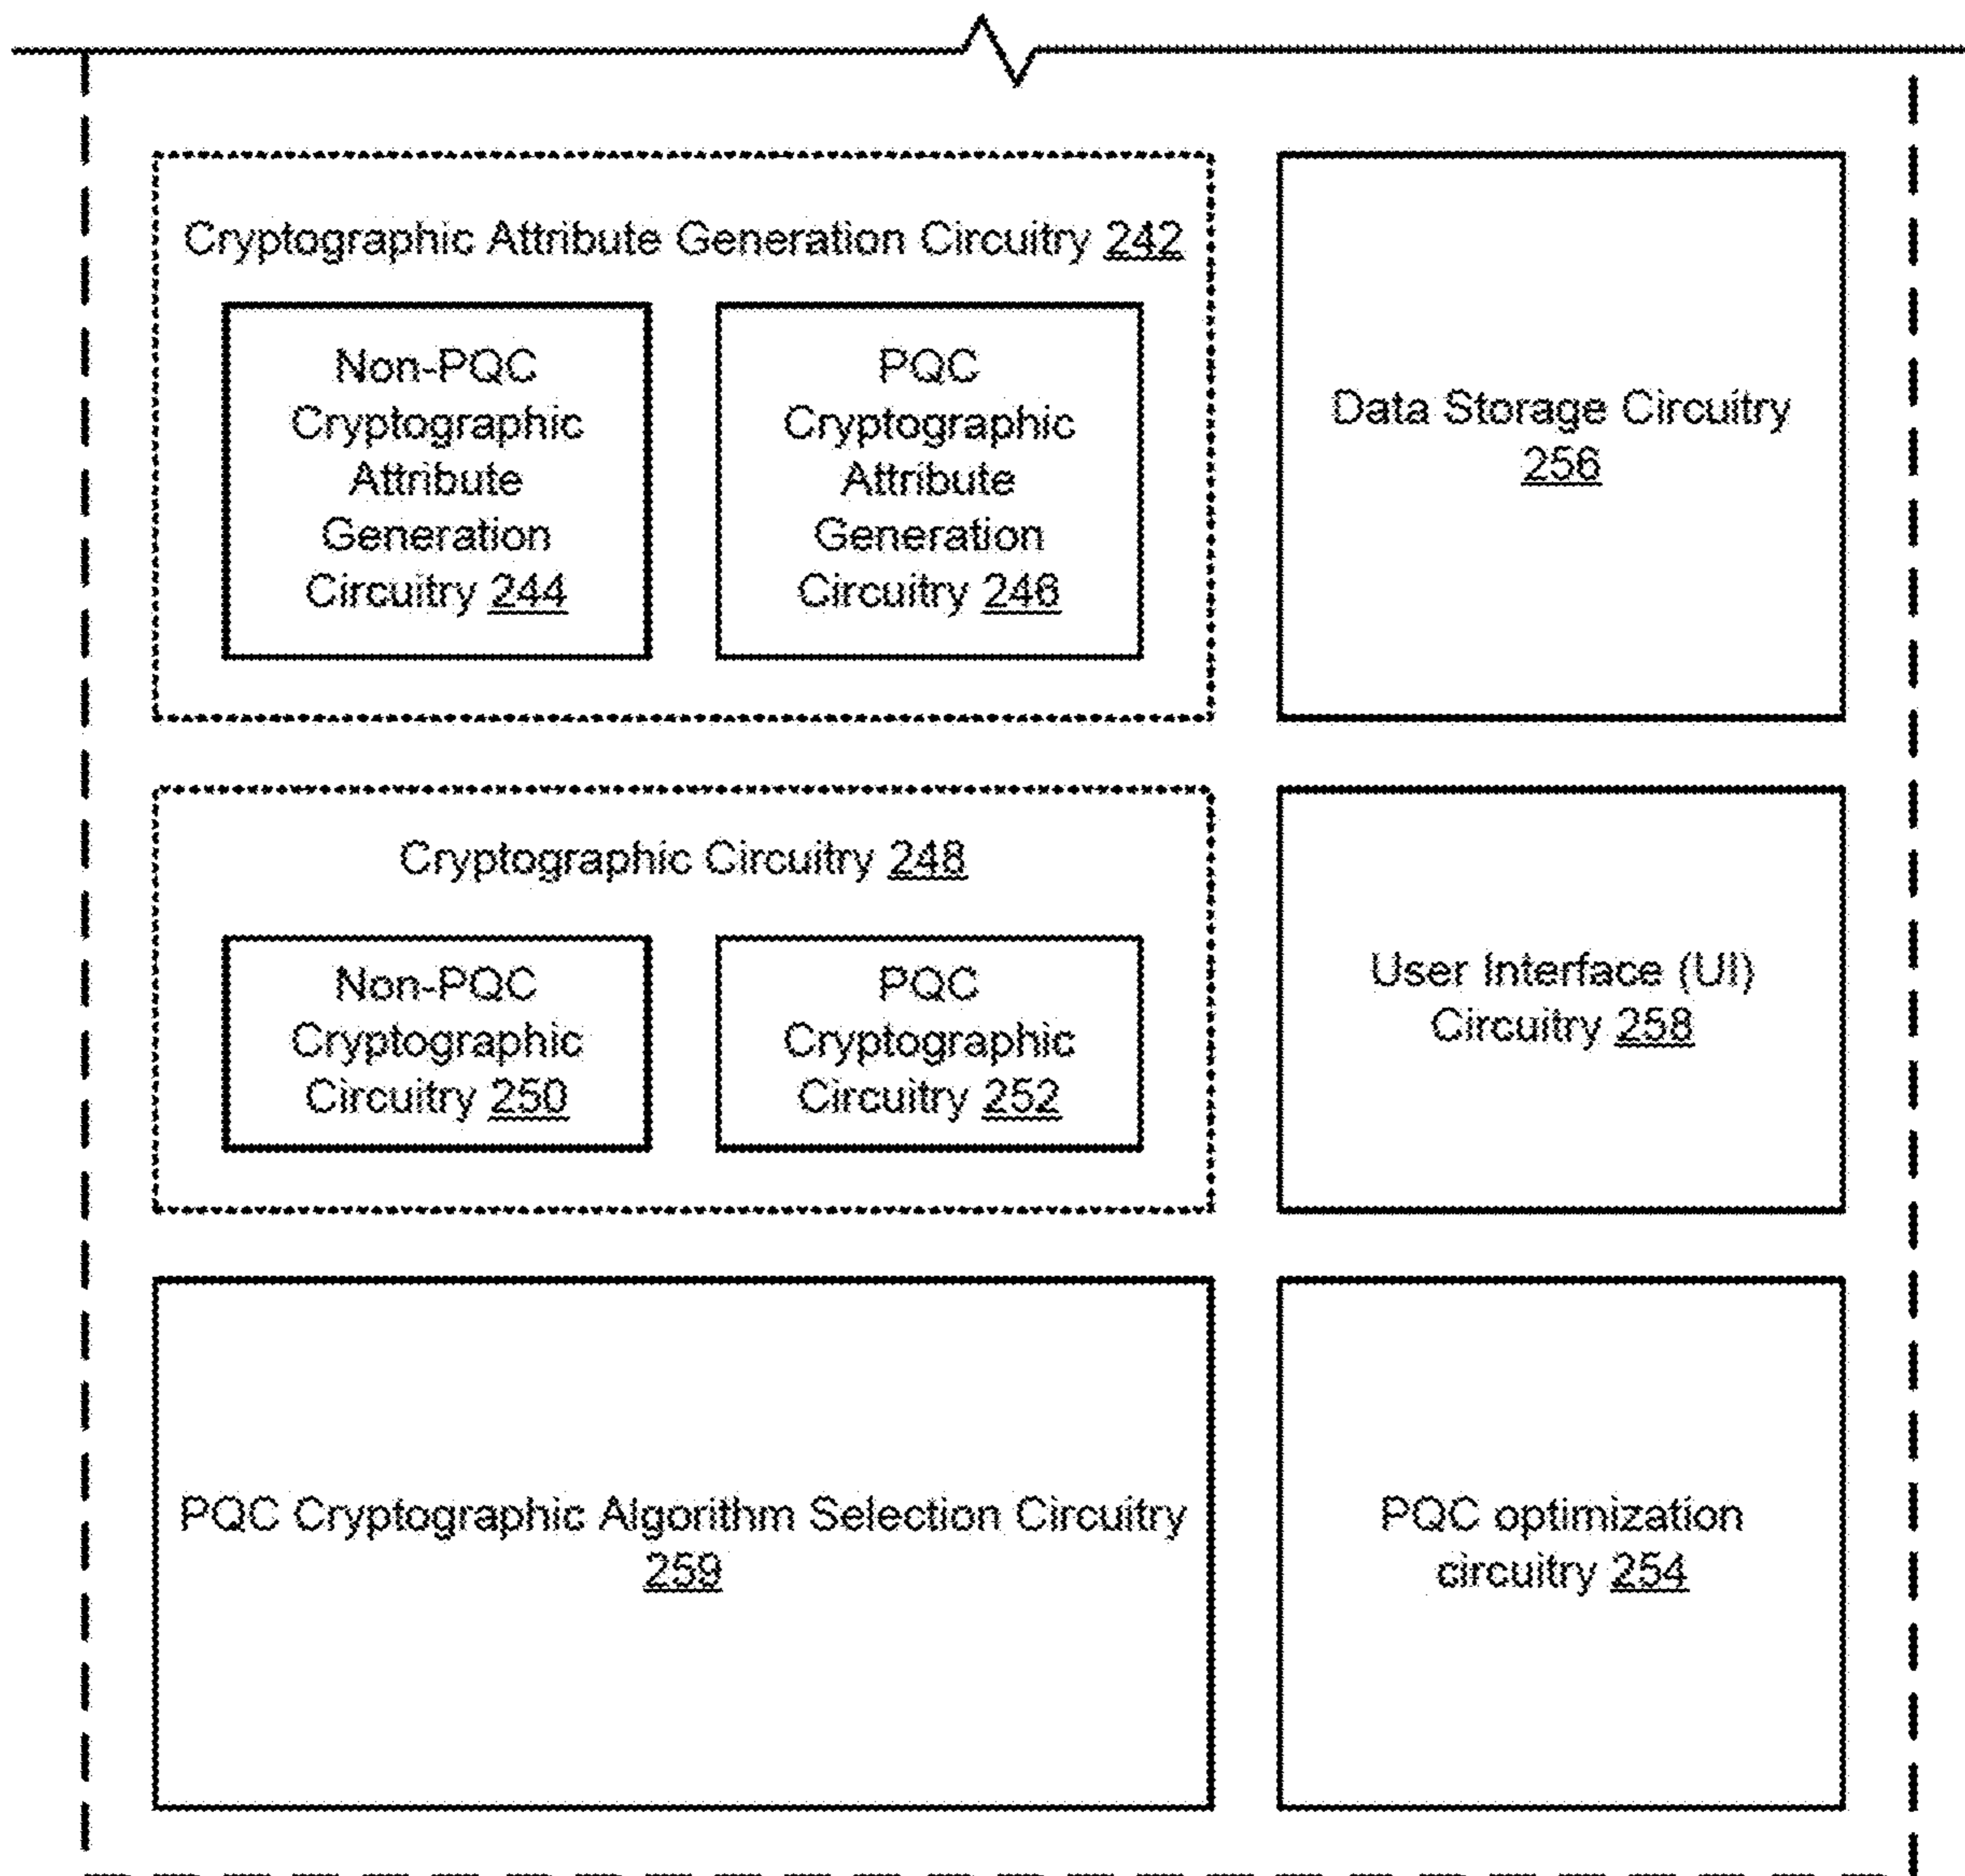 Cryptographic Attribute Generation Circuitry 242
Non-PQC
Cryptographic
Attribute
Generation
Circuitry 244
PQC
Cryptographic
Attribute
Generation
Circuitry 246
Data Storage Circuitry
256
Cryptographic Circuitry 248
Non-PQC
Cryptographic
Circuitry 250
PQC
Cryptographic
Circuitry 252
User Interface (UI)
Circuitry 258
PQC Cryptographic Algorithm Selection Circuitry
259
PQC optimization
circuitry 254